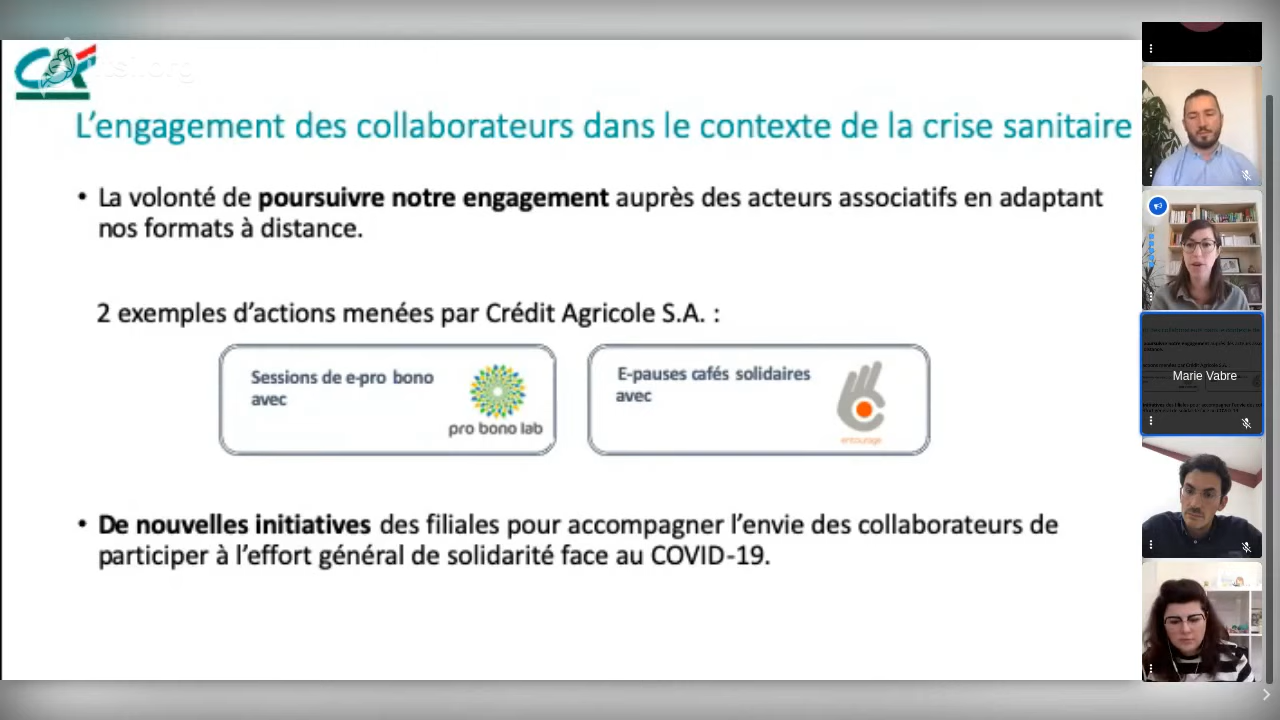 L'engagement des collaborateurs dans le contexte de la crise sanitaire
• La volonté de poursuivre notre engagement auprès des acteurs associatifs en adaptant
nos formats à distance.
2 exemples d'actions menées par Crédit Agricole S.A. :
Sessions de e-pro bono
avec
pro bono lab
E-pauses cafés solidaires
avec
entourage
• De nouvelles initiatives des filiales pour accompagner l'envie des collaborateurs de
participer à l'effort général de solidarité face au COVID-19.
Marie Vabre